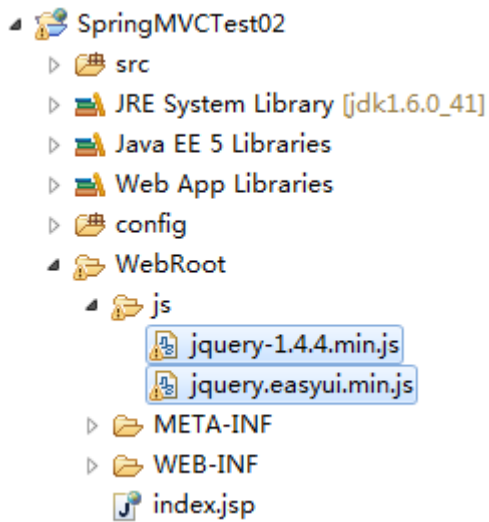 SpringMVCTest02
src
JRE System Library [jdk1.6.0_41]
Java EE 5 Libraries
Web App Libraries
config
WebRoot
js
jquery-1.4.4.min.js
jquery.easyui.min.js
META-INF
WEB-INF
index.jsp